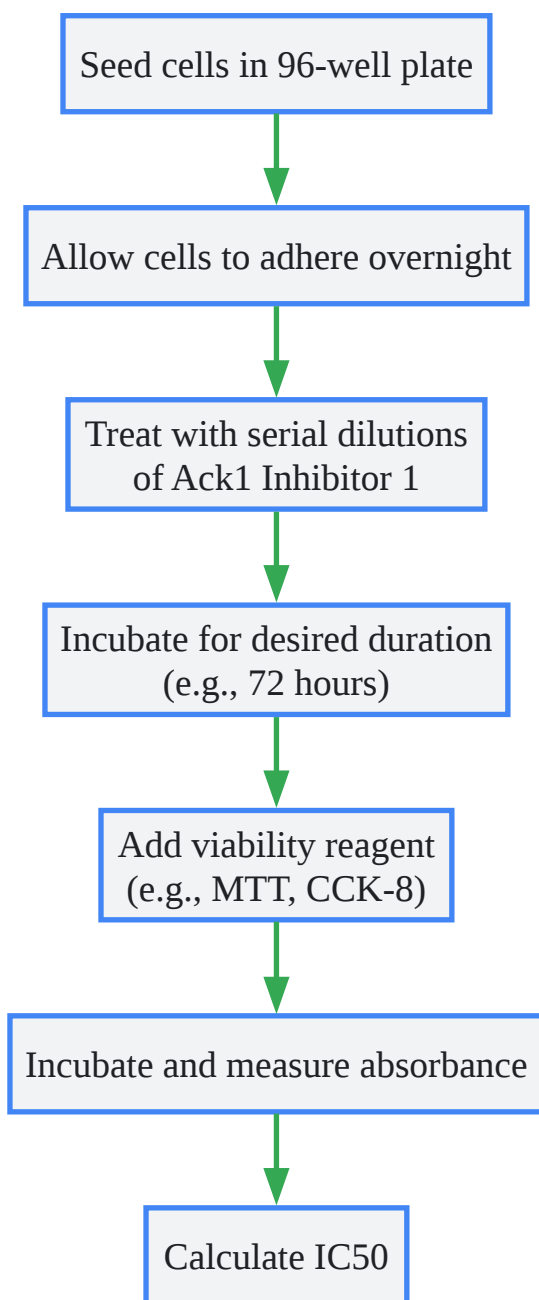 Seed cells in 96-well plate
Allow cells to adhere overnight
Treat with serial dilutions
of Ack1 Inhibitor 1
Incubate for desired duration
(e.g., 72 hours)
Add viability reagent
(e.g., MTT, CCK-8)
Incubate and measure absorbance
Calculate IC50